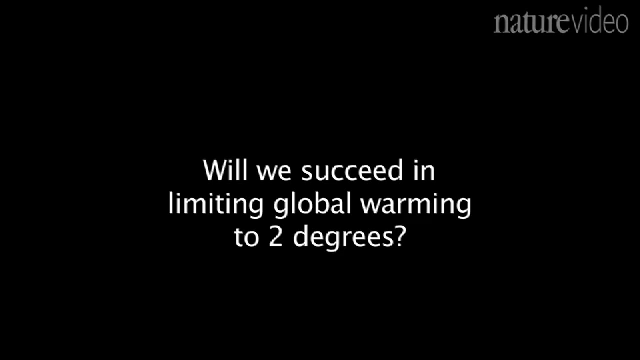 naturevideo
Will we succeed in
limiting global warming
to 2 degrees?